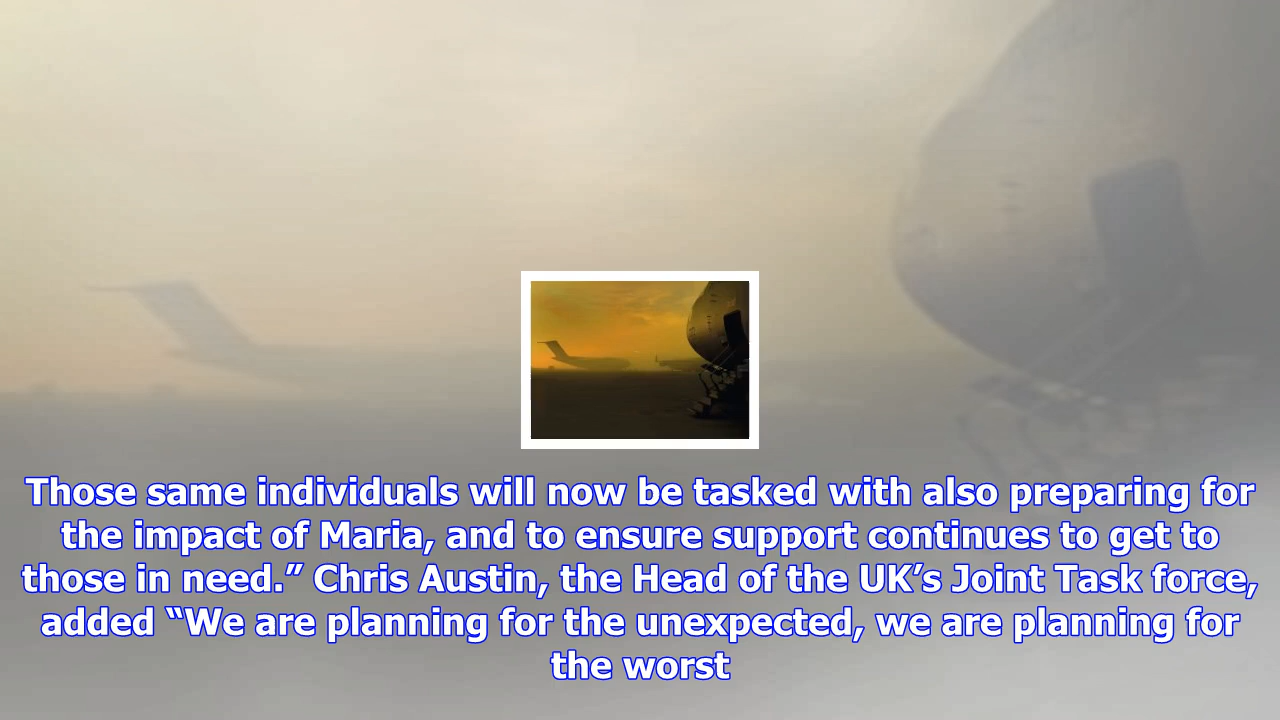 Those same individuals will now be tasked with also preparing for
the impact of Maria, and to ensure support continues to get to
those in need.” Chris Austin, the Head of the UK’s Joint Task force,
added “We are planning for the unexpected, we are planning for
the worst